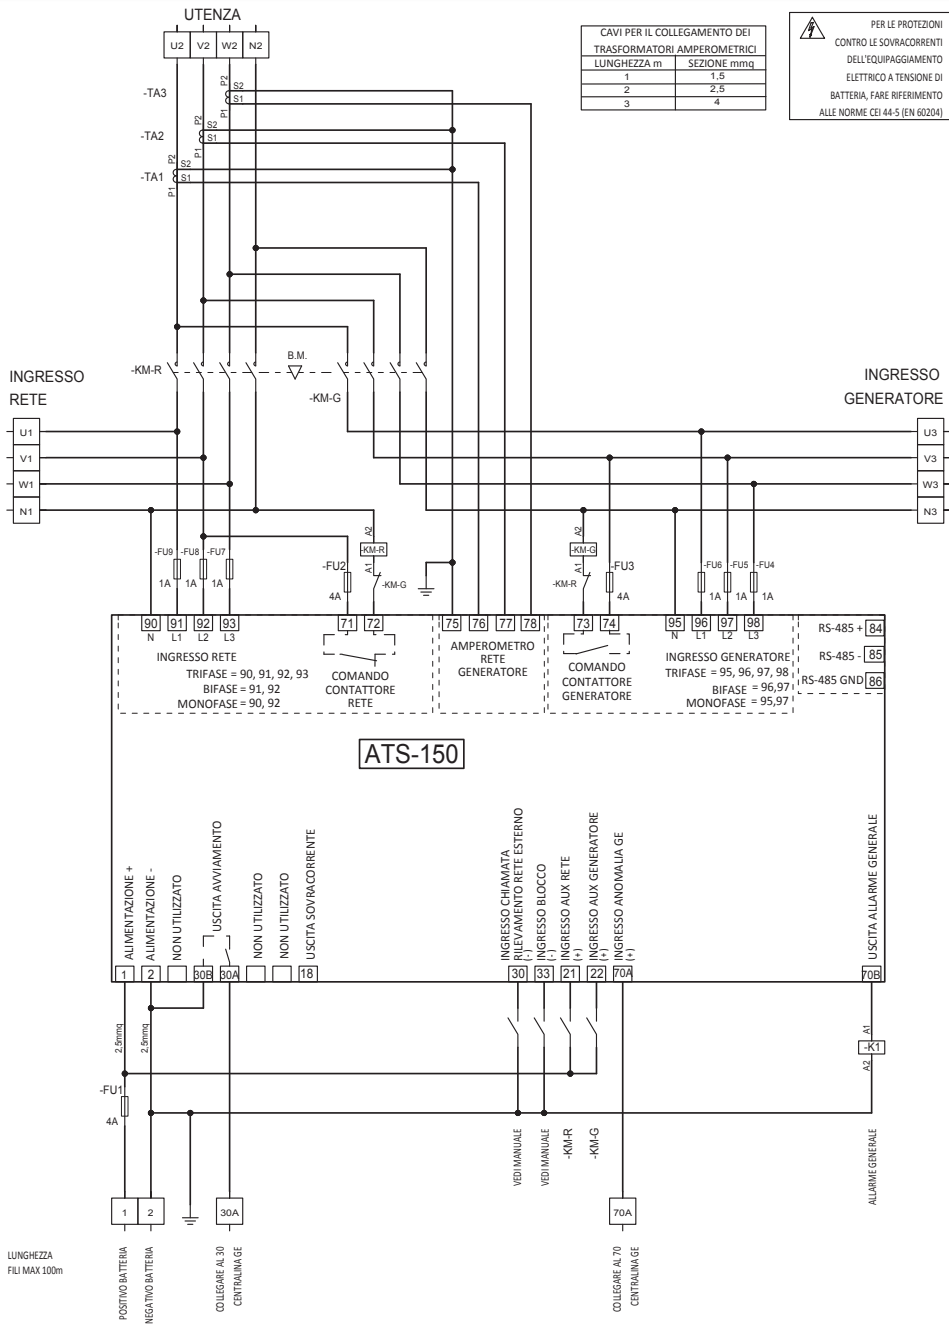 UTENZA
U2 V2 W2 N2
CAVI PER IL COLLEGAMENTO DEI
TRASFORMATORI AMPEROMETRICI
LUNGHEZZA m SEZIONE mmq
1 1,5
2 2,5
3 4
PER LE PROTEZIONI
CONTRO LE SOVRACORRENTI
DELL'EQUIPAGGIAMENTO
ELETTRICO A TENSIONE DI
BATTERIA, FARE RIFERIMENTO
ALLE NORME CEI 44-5 (EN 60204)
-TA3 P2 S2
P1 S1
-TA2 P2 S2
P1 S1
-TA1 P2 S2
P1 S1
-KM-R B.M. -KM-G
INGRESSO
RETE
U1
V1
W1
N1
INGRESSO
GENERATORE
U3
V3
W3
N3
-FU9 -FU8 -FU7
1A 1A 1A
-FU2
4A
A2
-KM-R
A1
-KM-G
A2
-KM-G
A1
-KM-R
-FU3
4A
-FU6 -FU5 -FU4
1A 1A 1A
90 91 92 93 71 72 75 76 77 78 73 74 95 96 97 98
N L1 L2 L3 N L1 L2 L3
INGRESSO RETE
TRIFASE = 90, 91, 92, 93
BIFASE = 91, 92
MONOFASE = 90, 92
COMANDO
CONTATTORE
RETE
AMPEROMETRO
RETE
GENERATORE
COMANDO
CONTATTORE
GENERATORE
INGRESSO GENERATORE
TRIFASE = 95, 96, 97, 98
BIFASE = 96,97
MONOFASE = 95,97
RS-485 + 84
RS-485 - 85
RS-485 GND 86
ATS-150
ALIMENTAZIONE +
ALIMENTAZIONE -
NON UTILIZZATO
USCITA AVVIAMENTO
NON UTILIZZATO
NON UTILIZZATO
USCITA SOVRACORRENTE
INGRESSO CHIAMATA
RILEVAMENTO RETE ESTERNO
(-)
INGRESSO BLOCCO
(-)
INGRESSO AUX RETE
(+)
INGRESSO AUX GENERATORE
(+)
INGRESSO ANOMALIA GE
(+)
USCITA ALLARME GENERALE
1 2 30B 30A 18 30 33 21 22 70A 70B
2,5mmq
2,5mmq
-FU1
4A
A1
-K1
A2
VEDI MANUALE
VEDI MANUALE
-KM-R
-KM-G
ALLARME GENERALE
1 2 30A 70A
LUNGHEZZA
FILI MAX 100m
POSITIVO BATTERIA
NEGATIVO BATTERIA
COLLEGARE AL 30
CENTRALINA GE
COLLEGARE AL 70
CENTRALINA GE